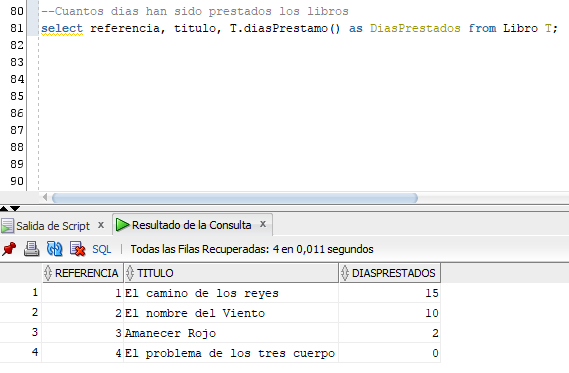 80 --Cuantos dias han sido prestados los libros
81 select referencia, titulo, T.diasPrestamo() as DiasPrestados from Libro T;
82
83
84
85
86
87
88
89
90
Salida de Script x Resultado de la Consulta x
SQL | Todas las Filas Recuperadas: 4 en 0,011 segundos
REFERENCIA TITULO DIASPRESTADOS
1 1 El camino de los reyes 15
2 2 El nombre del Viento 10
3 3 Amanecer Rojo 2
4 4 El problema de los tres cuerpo 0